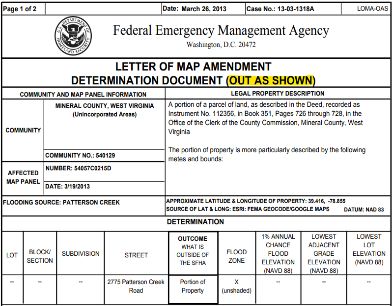 Page 1 of 2
Date: March 26, 2013
Case No.: 13-03-1318A
LOMA-OAS
Federal Emergency Management Agency
Washington, D.C. 20472
LETTER OF MAP AMENDMENT
DETERMINATION DOCUMENT (OUT AS SHOWN)
COMMUNITY AND MAP PANEL INFORMATION
LEGAL PROPERTY DESCRIPTION
COMMUNITY
MINERAL COUNTY, WEST VIRGINIA
(Unincorporated Areas)
COMMUNITY NO.: 540129
A portion of a parcel of land, as described in the Deed, recorded as
Instrument No. 112356, in Book 351, Pages 726 through 728, in
the Office of the Clerk of the County Commission, Mineral County, West
Virginia
The portion of property is more particularly described by the following
metes and bounds:
AFFECTED
MAP PANEL
NUMBER: 54057C0215D
DATE: 3/19/2013
FLOODING SOURCE: PATTERSON CREEK
APPROXIMATE LATITUDE & LONGITUDE OF PROPERTY: 39.416, -78.855
SOURCE OF LAT & LONG: ESRI: FEMA GEOCODE/GOOGLE MAPS
DATUM: NAD 83
DETERMINATION
LOT
BLOCK/
SECTION
SUBDIVISION
STREET
OUTCOME
WHAT IS
OUTSIDE OF
THE SFHA
FLOOD
ZONE
1% ANNUAL
CHANCE
FLOOD
ELEVATION
(NAVD 88)
LOWEST
ADJACENT
GRADE
ELEVATION
(NAVD 88)
LOWEST
LOT
ELEVATION
(NAVD 88)
--
--
--
2775 Patterson Creek
Road
Portion of
Property
X
(unshaded)
--
--
--